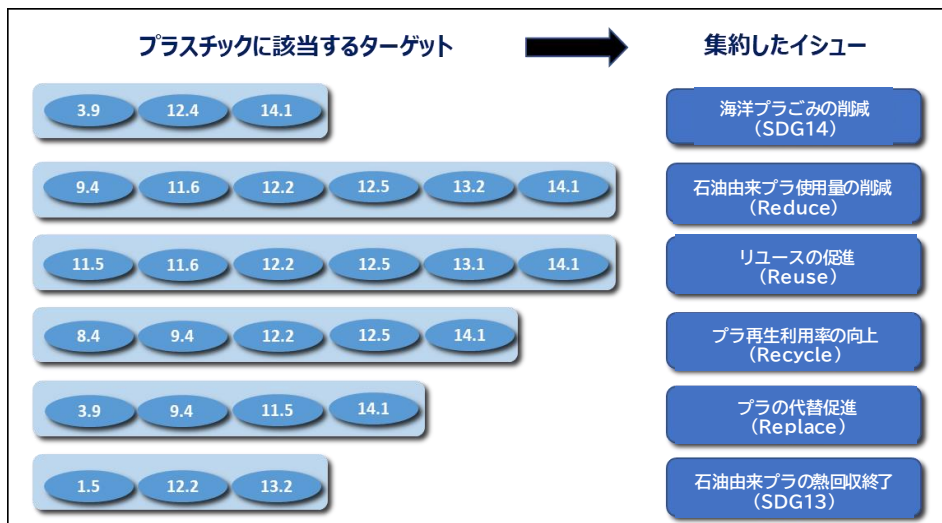 プラスチックに該当するターゲット
集約したイシュー
3.9 12.4 14.1
海洋プラごみの削減
(SDG14)
9.4 11.6 12.2 12.5 13.2 14.1
石油由来プラ使用量の削減
(Reduce)
11.5 11.6 12.2 12.5 13.1 14.1
リユースの促進
(Reuse)
8.4 9.4 12.2 12.5 14.1
プラ再生利用率の向上
(Recycle)
3.9 9.4 11.5 14.1
プラの代替促進
(Replace)
1.5 12.2 13.2
石油由来プラの熱回収終了
(SDG13)